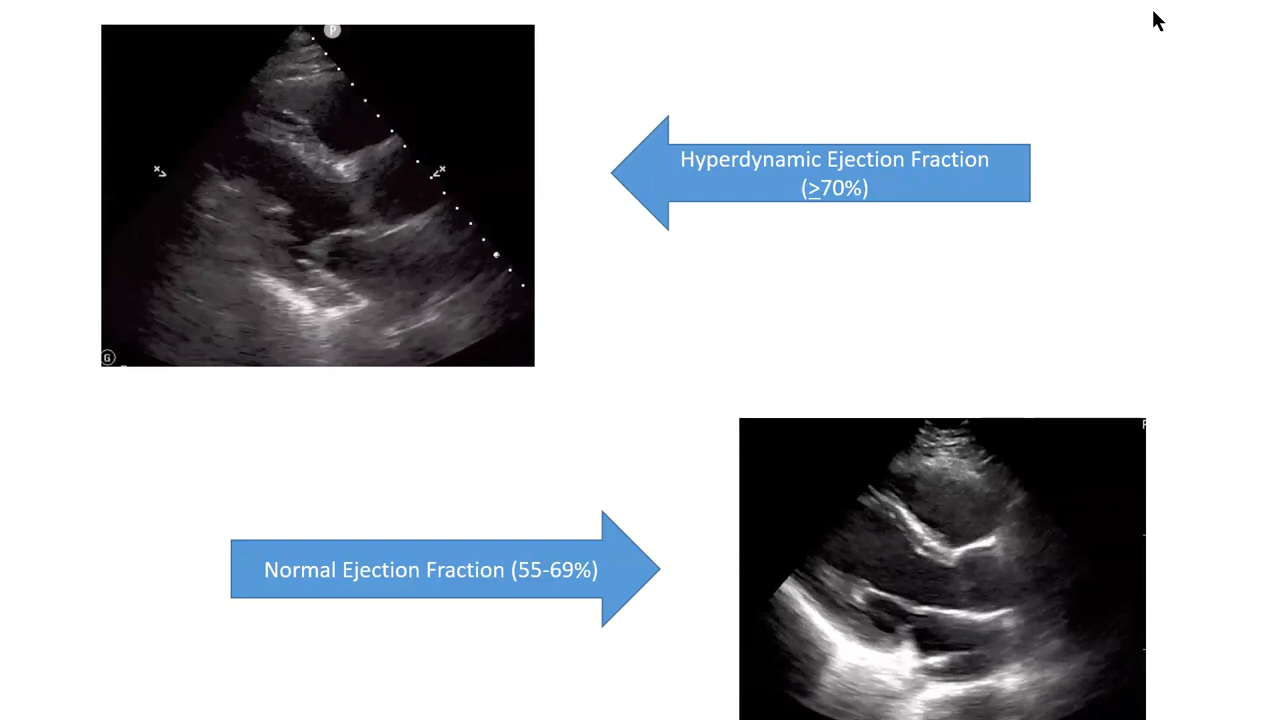 P
Hyperdynamic Ejection Fraction
(≥70%)
G
Normal Ejection Fraction (55-69%)